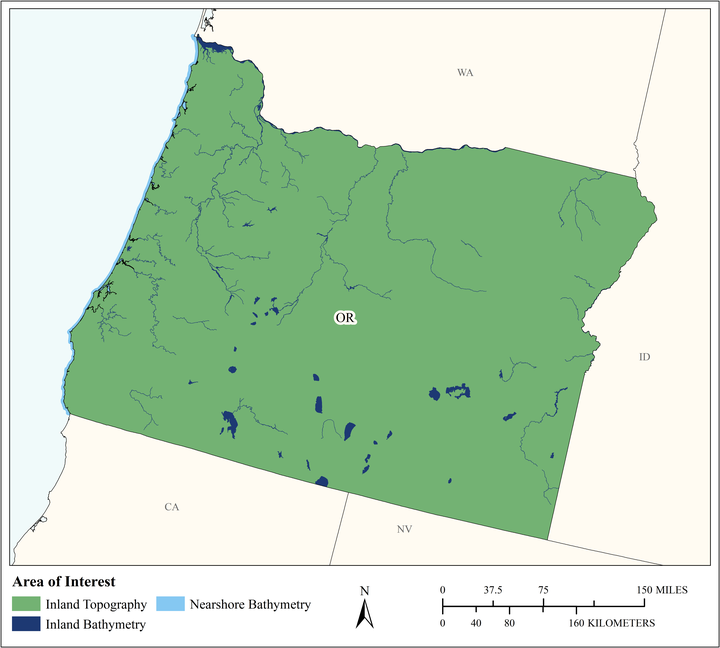 WA
OR
ID
CA
NV
Area of Interest
Inland Topography
Nearshore Bathymetry
Inland Bathymetry
N
0 37.5 75 150 MILES
0 40 80 160 KILOMETERS